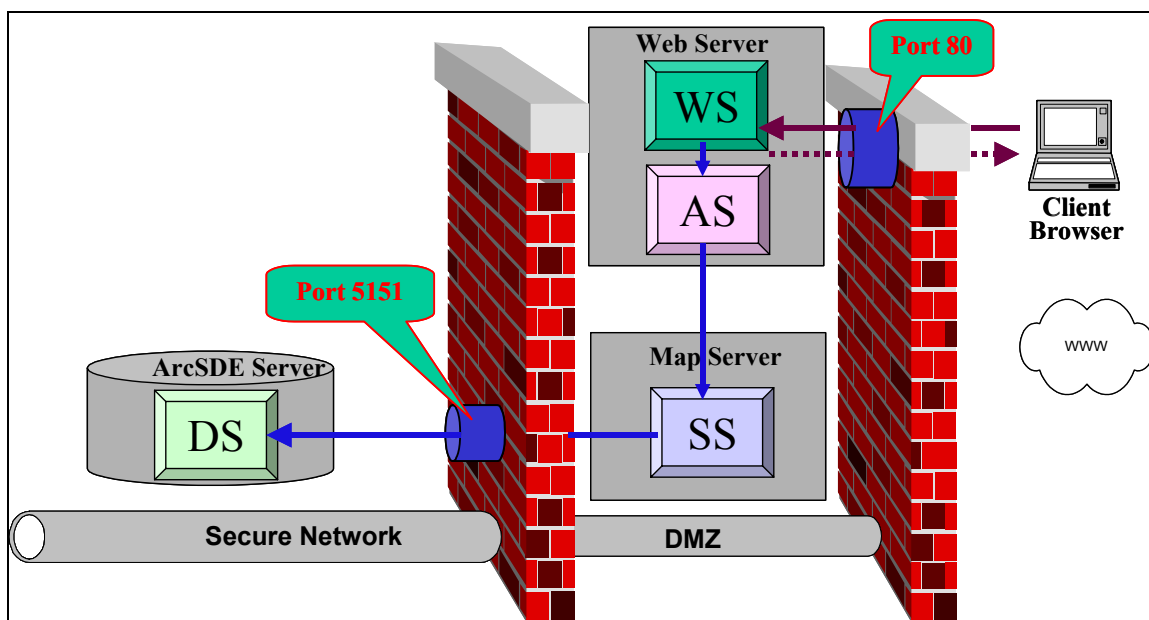 Web Server
Port 80
WS
AS
Client
Browser
Port 5151
www
ArcSDE Server
Map Server
DS
SS
Secure Network
DMZ